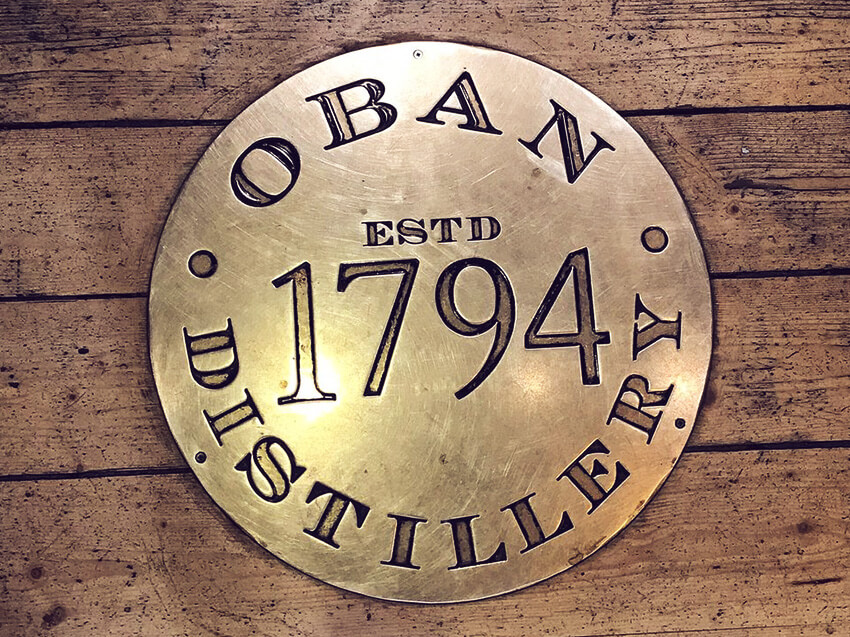 OBAN
ESTD
1794
DISTILLERY